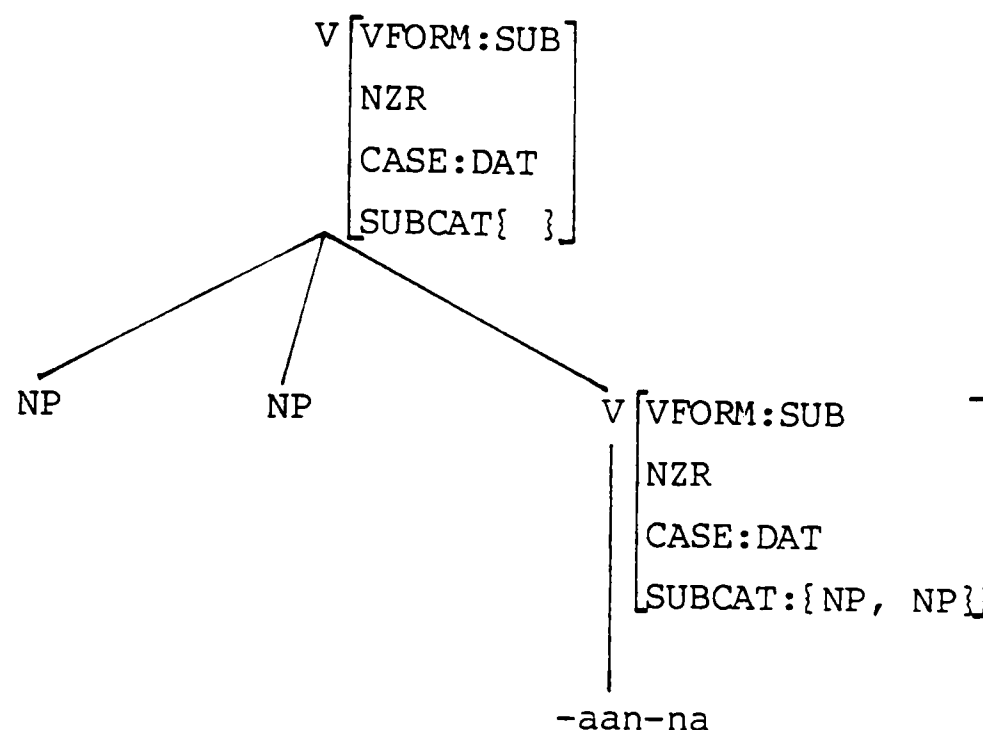 V [VFORM:SUB]
NZR
CASE:DAT
SUBCAT{ }
NP NP V [VFORM:SUB
NZR
CASE:DAT
SUBCAT:{NP, NP}]
-aan-na